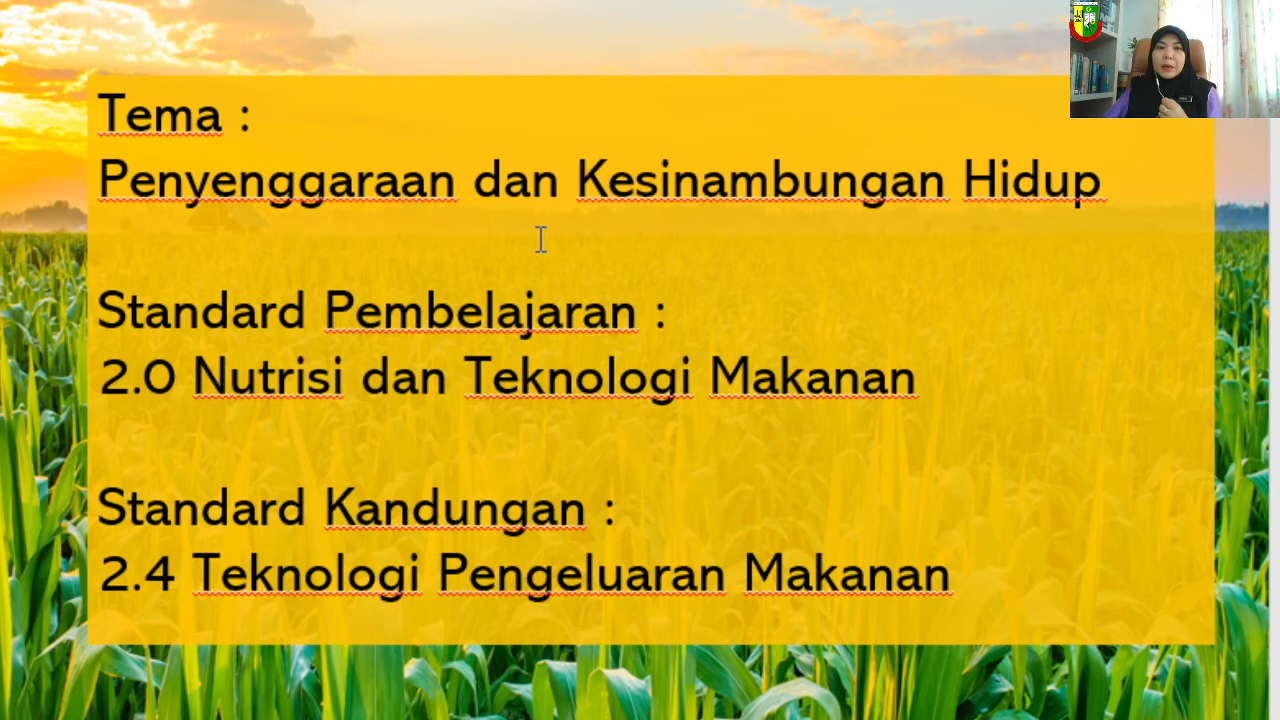 Tema :
Penyenggaraan dan Kesinambungan Hidup
Standard Pembelajaran :
2.0 Nutrisi dan Teknologi Makanan
Standard Kandungan :
2.4 Teknologi Pengeluaran Makanan